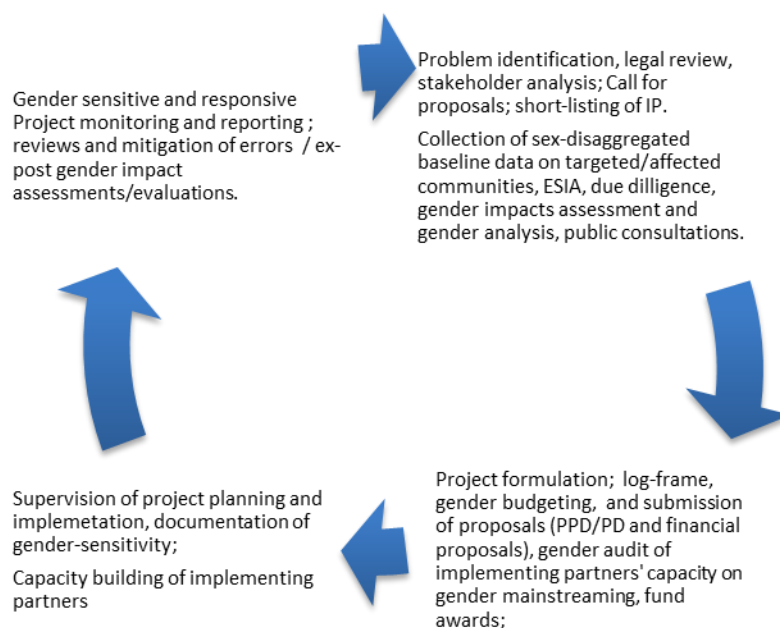 Gender sensitive and responsive
Project monitoring and reporting ;
reviews and mitigation of errors / ex-
post gender impact
assessments/evaluations.
Problem identification, legal review,
stakeholder analysis; Call for
proposals; short-listing of IP.
Collection of sex-disaggregated
baseline data on targeted/affected
communities, ESIA, due dilligence,
gender impacts assessment and
gender analysis, public consultations.
Project formulation; log-frame,
gender budgeting, and submission
of proposals (PPD/PD and financial
proposals), gender audit of
implementing partners' capacity on
gender mainstreaming, fund
awards;
Supervision of project planning and
implemetation, documentation of
gender-sensitivity;
Capacity building of implementing
partners